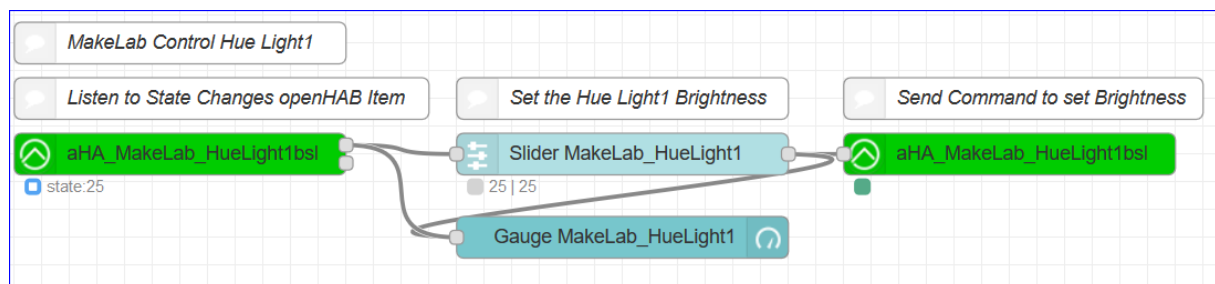 MakeLab Control Hue Light1
Listen to State Changes openHAB Item
Set the Hue Light1 Brightness
Send Command to set Brightness
aHA_MakeLab_HueLight1bsl
Slider MakeLab_HueLight1
aHA_MakeLab_HueLight1bsl
state:25
25 | 25
Gauge MakeLab_HueLight1